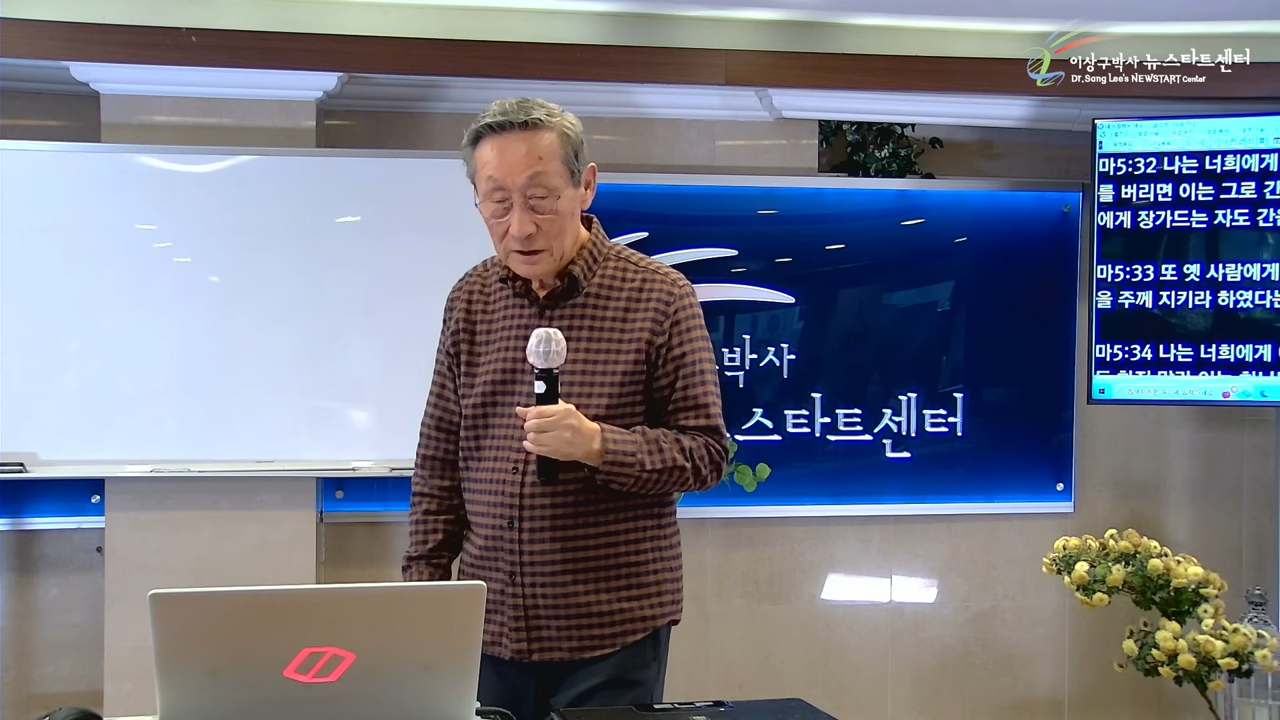 이상구박사 뉴스타트센터
Dr.Sang Lee's NEWSTART Center
마5:32 나는 너희에게
를 버리면 이는 그로 간
에게 장가드는 자도 간음
마5:33 또 옛 사람에게
을 주께 지키라 하였다는
마5:34 나는 너희에게
박사
스타트센터